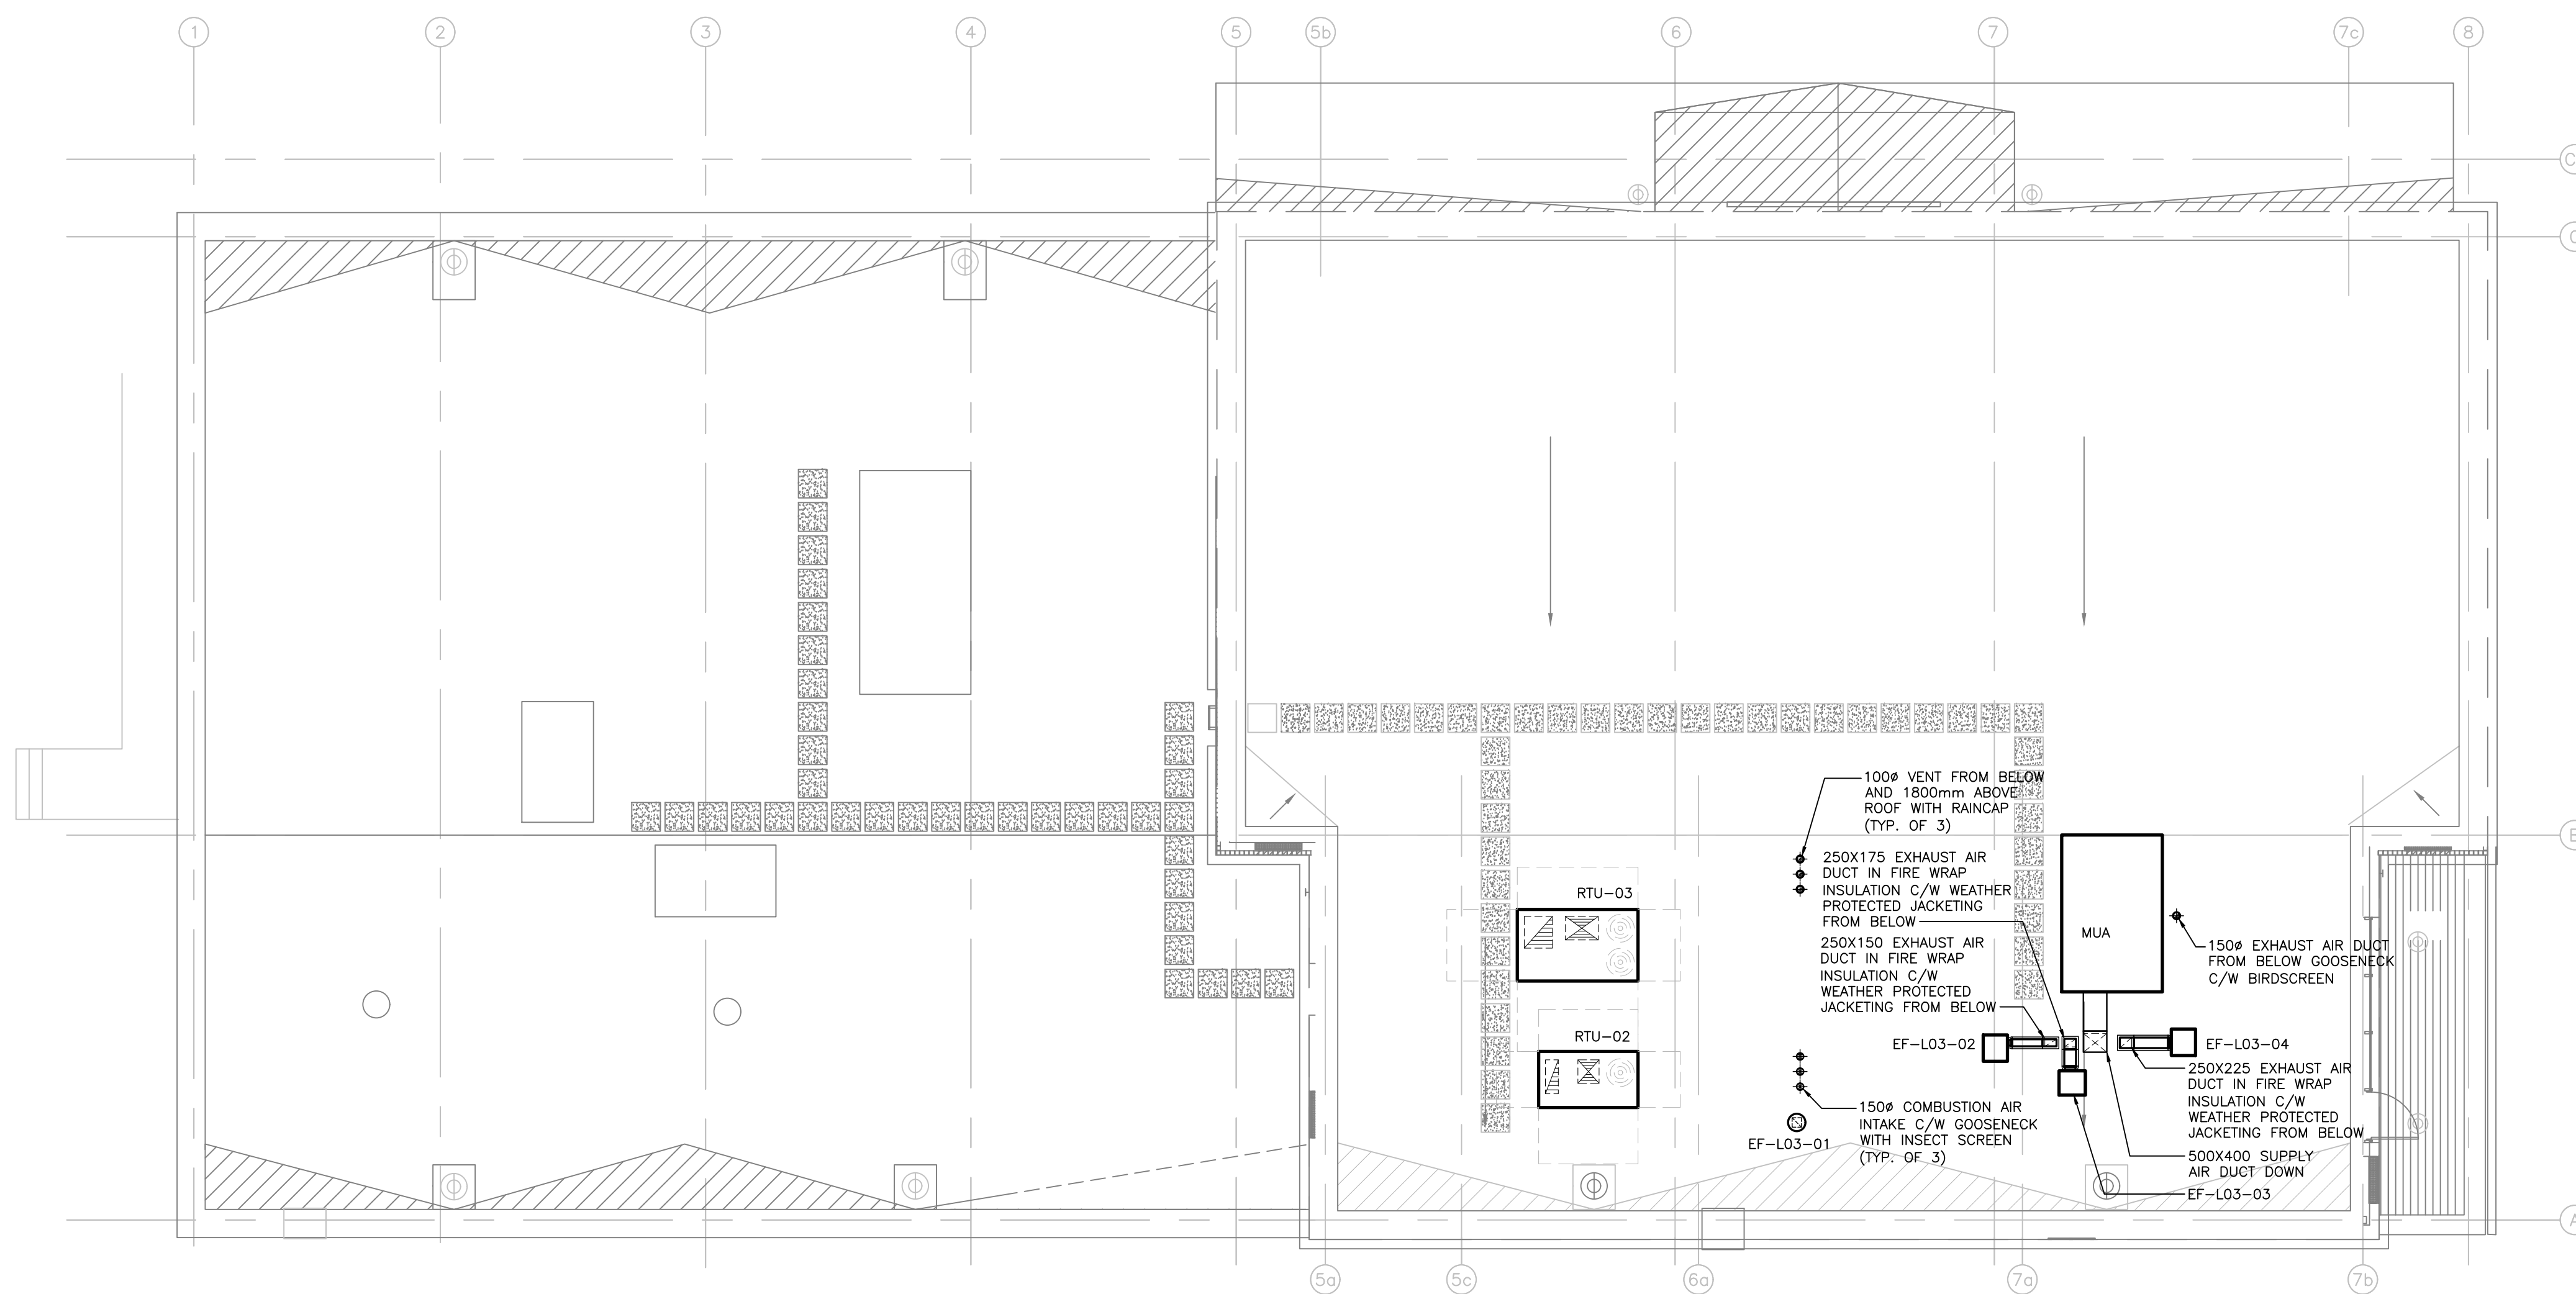 1
2
3
4
5
5b
6
7
7c
8
100ø VENT FROM BELOW
AND 1800mm ABOVE
ROOF WITH RAINCAP
(TYP. OF 3)
250X175 EXHAUST AIR
DUCT IN FIRE WRAP
INSULATION C/W WEATHER
PROTECTED JACKETING
FROM BELOW
RTU-03
250X150 EXHAUST AIR
DUCT IN FIRE WRAP
INSULATION C/W
WEATHER PROTECTED
JACKETING FROM BELOW
MUA
150ø EXHAUST AIR DUCT
FROM BELOW GOOSENECK
C/W BIRDSCREEN
RTU-02
EF-L03-02
EF-L03-04
250X225 EXHAUST AIR
DUCT IN FIRE WRAP
INSULATION C/W
WEATHER PROTECTED
JACKETING FROM BELOW
150ø COMBUSTION AIR
INTAKE C/W GOOSENECK
WITH INSECT SCREEN
(TYP. OF 3)
EF-L03-01
500X400 SUPPLY
AIR DUCT DOWN
EF-L03-03
5a
5c
6a
7a
7b